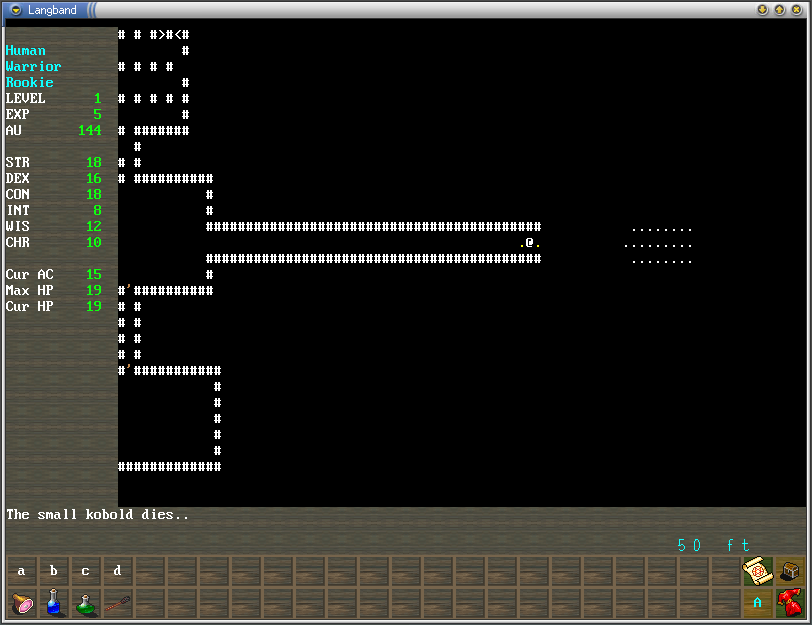 Langband
Human
Warrior
Rookie
LEVEL 1
EXP 5
AU 144
STR 18
DEX 16
CON 18
INT 8
WIS 12
CHR 10
Cur AC 15
Max HP 19
Cur HP 19
@
The small kobold dies..
50 ft
a b c d
A